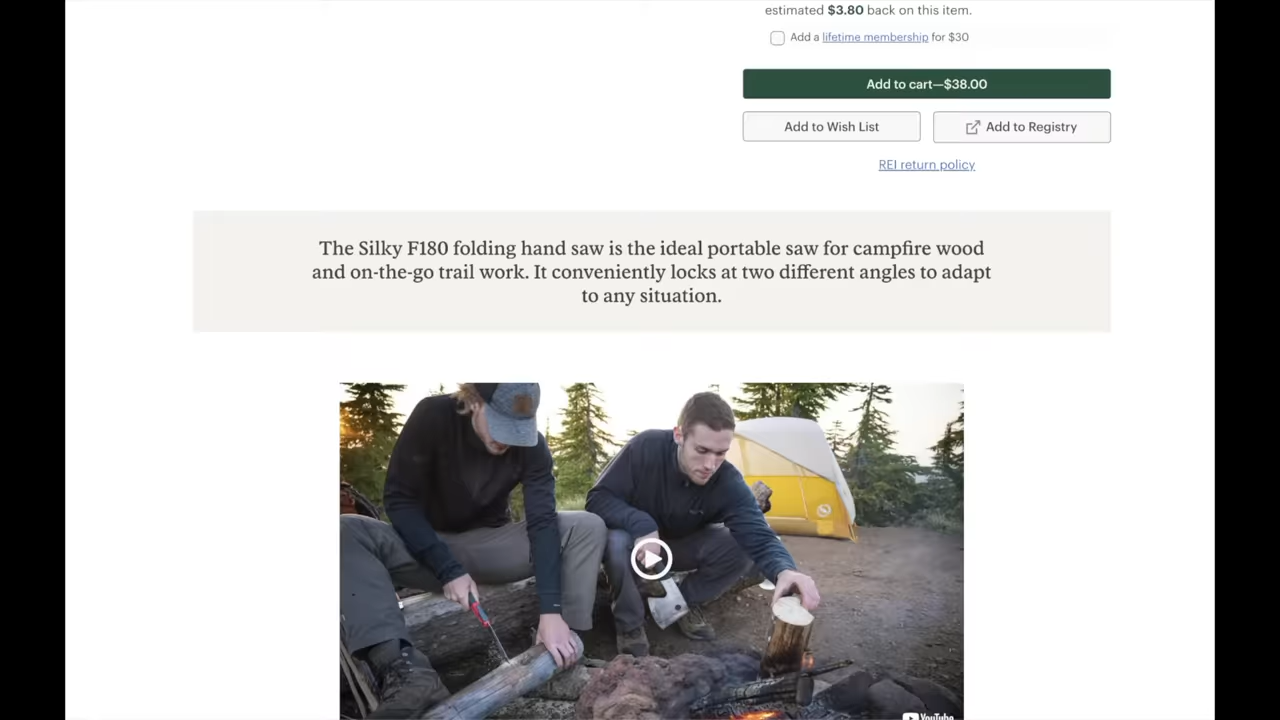 estimated $3.80 back on this item.
Add a lifetime membership for $30
Add to cart—$38.00
Add to Wish List
Add to Registry
REI return policy
The Silky F180 folding hand saw is the ideal portable saw for campfire wood
and on-the-go trail work. It conveniently locks at two different angles to adapt
to any situation.
YouTube